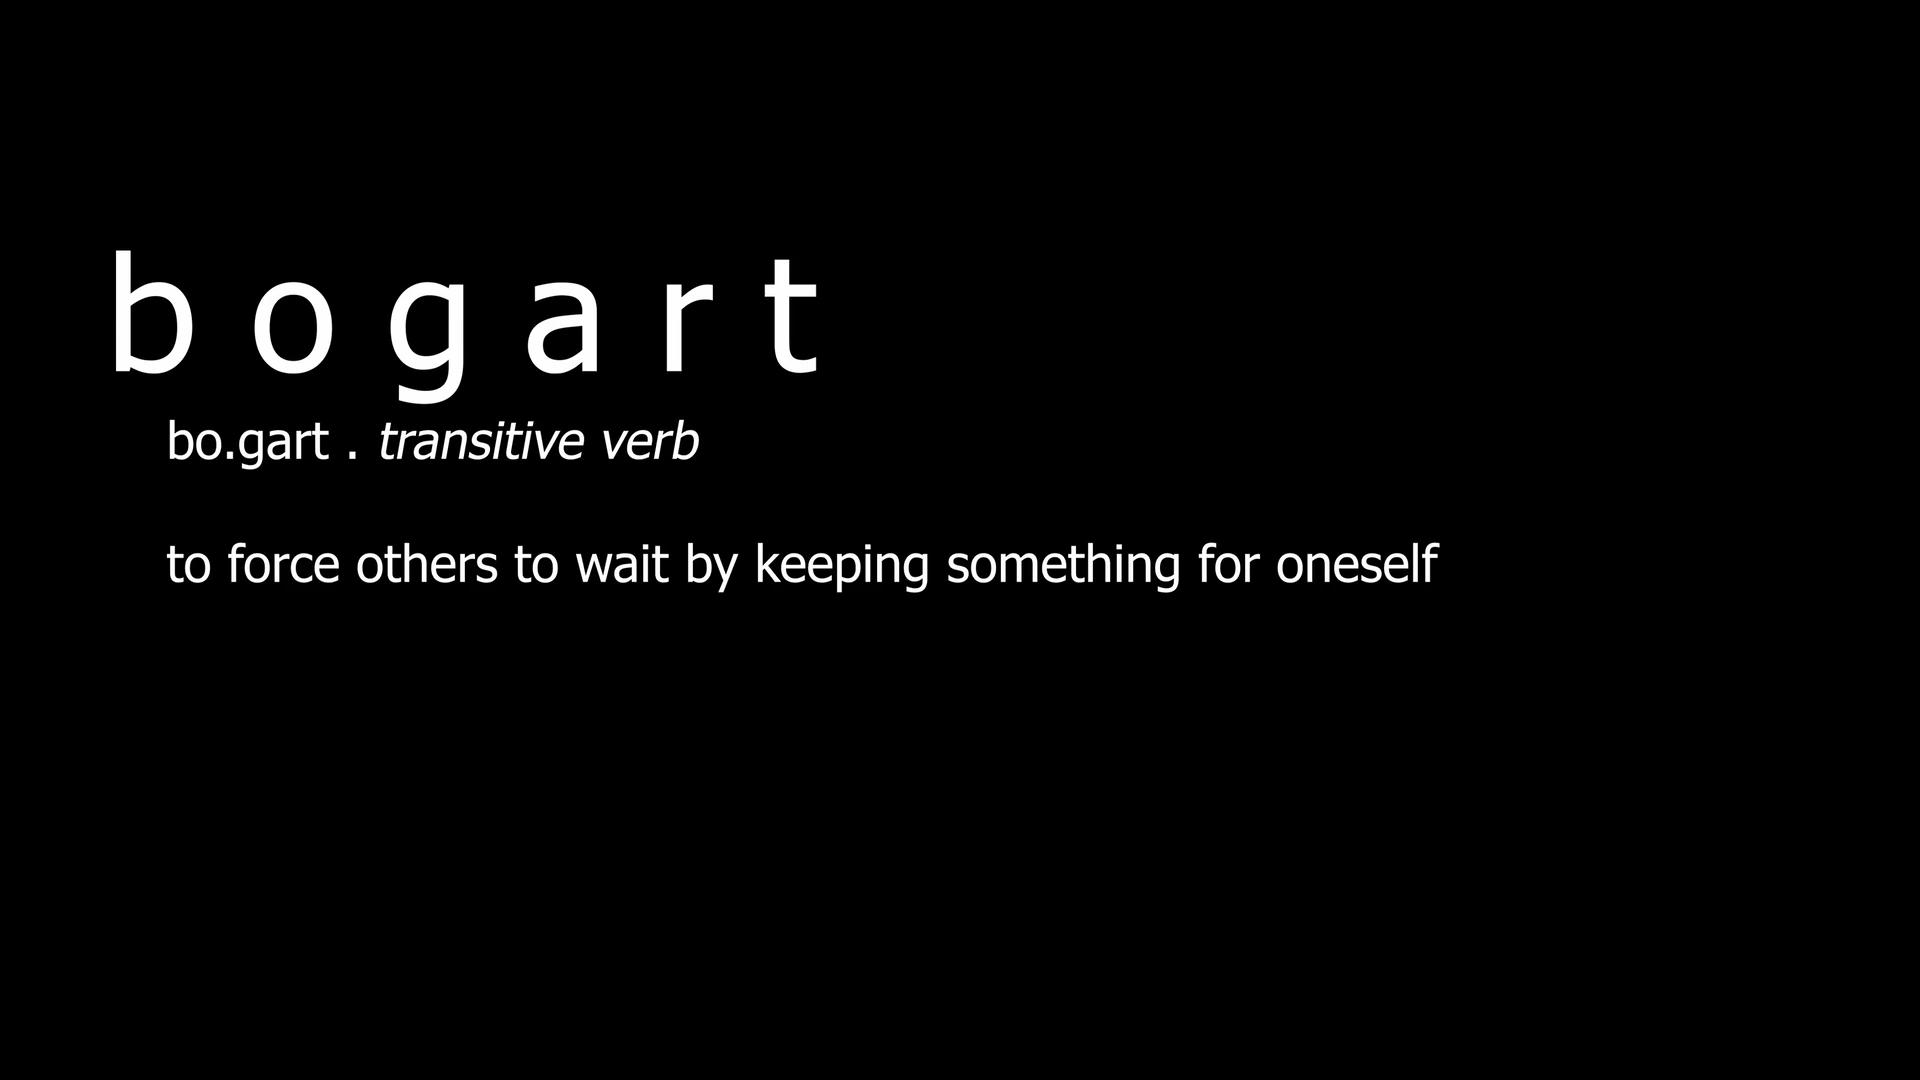 b o g a r t
bo.gart . transitive verb
to force others to wait by keeping something for oneself